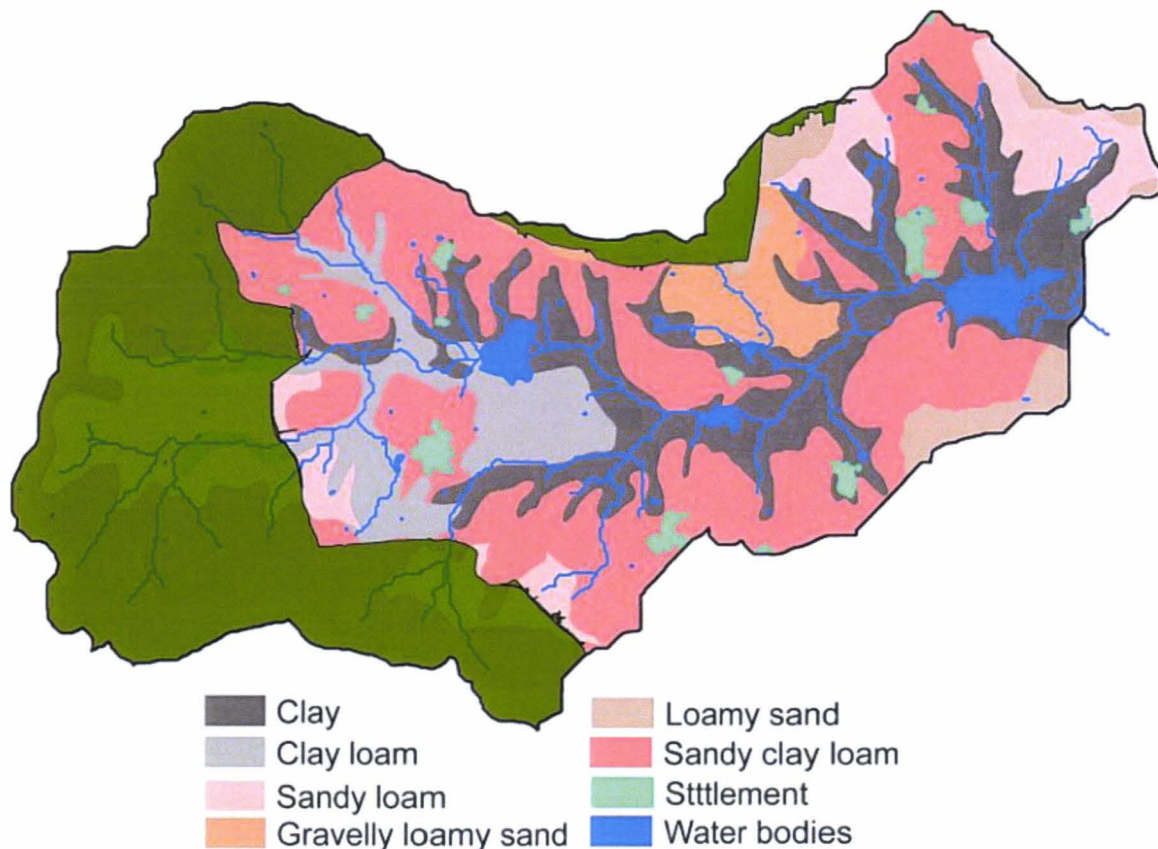 Clay
Clay loam
Sandy loam
Gravelly loamy sand
Loamy sand
Sandy clay loam
Stttlement
Water bodies